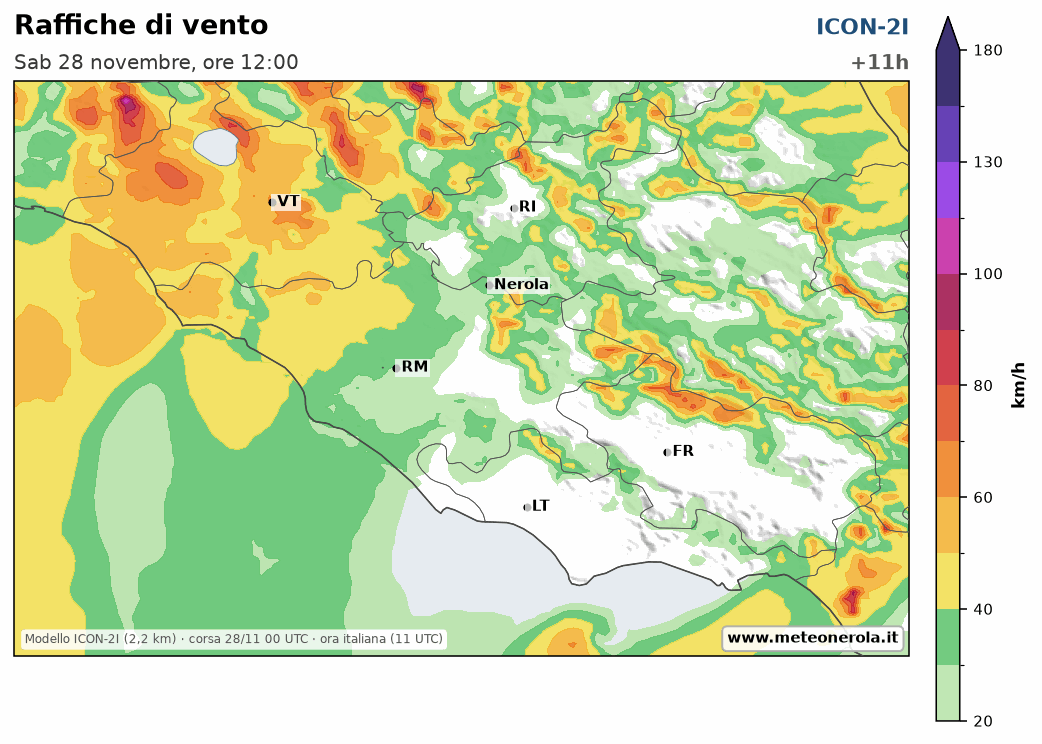 Raffiche di vento
ICON-2I
Sab 28 novembre, ore 12:00
+11h
180
130
100
80
60
40
20
km/h
VT
RI
Nerola
RM
FR
LT
Modello ICON-2I (2,2 km) · corsa 28/11 00 UTC · ora italiana (11 UTC)
www.meteonerola.it